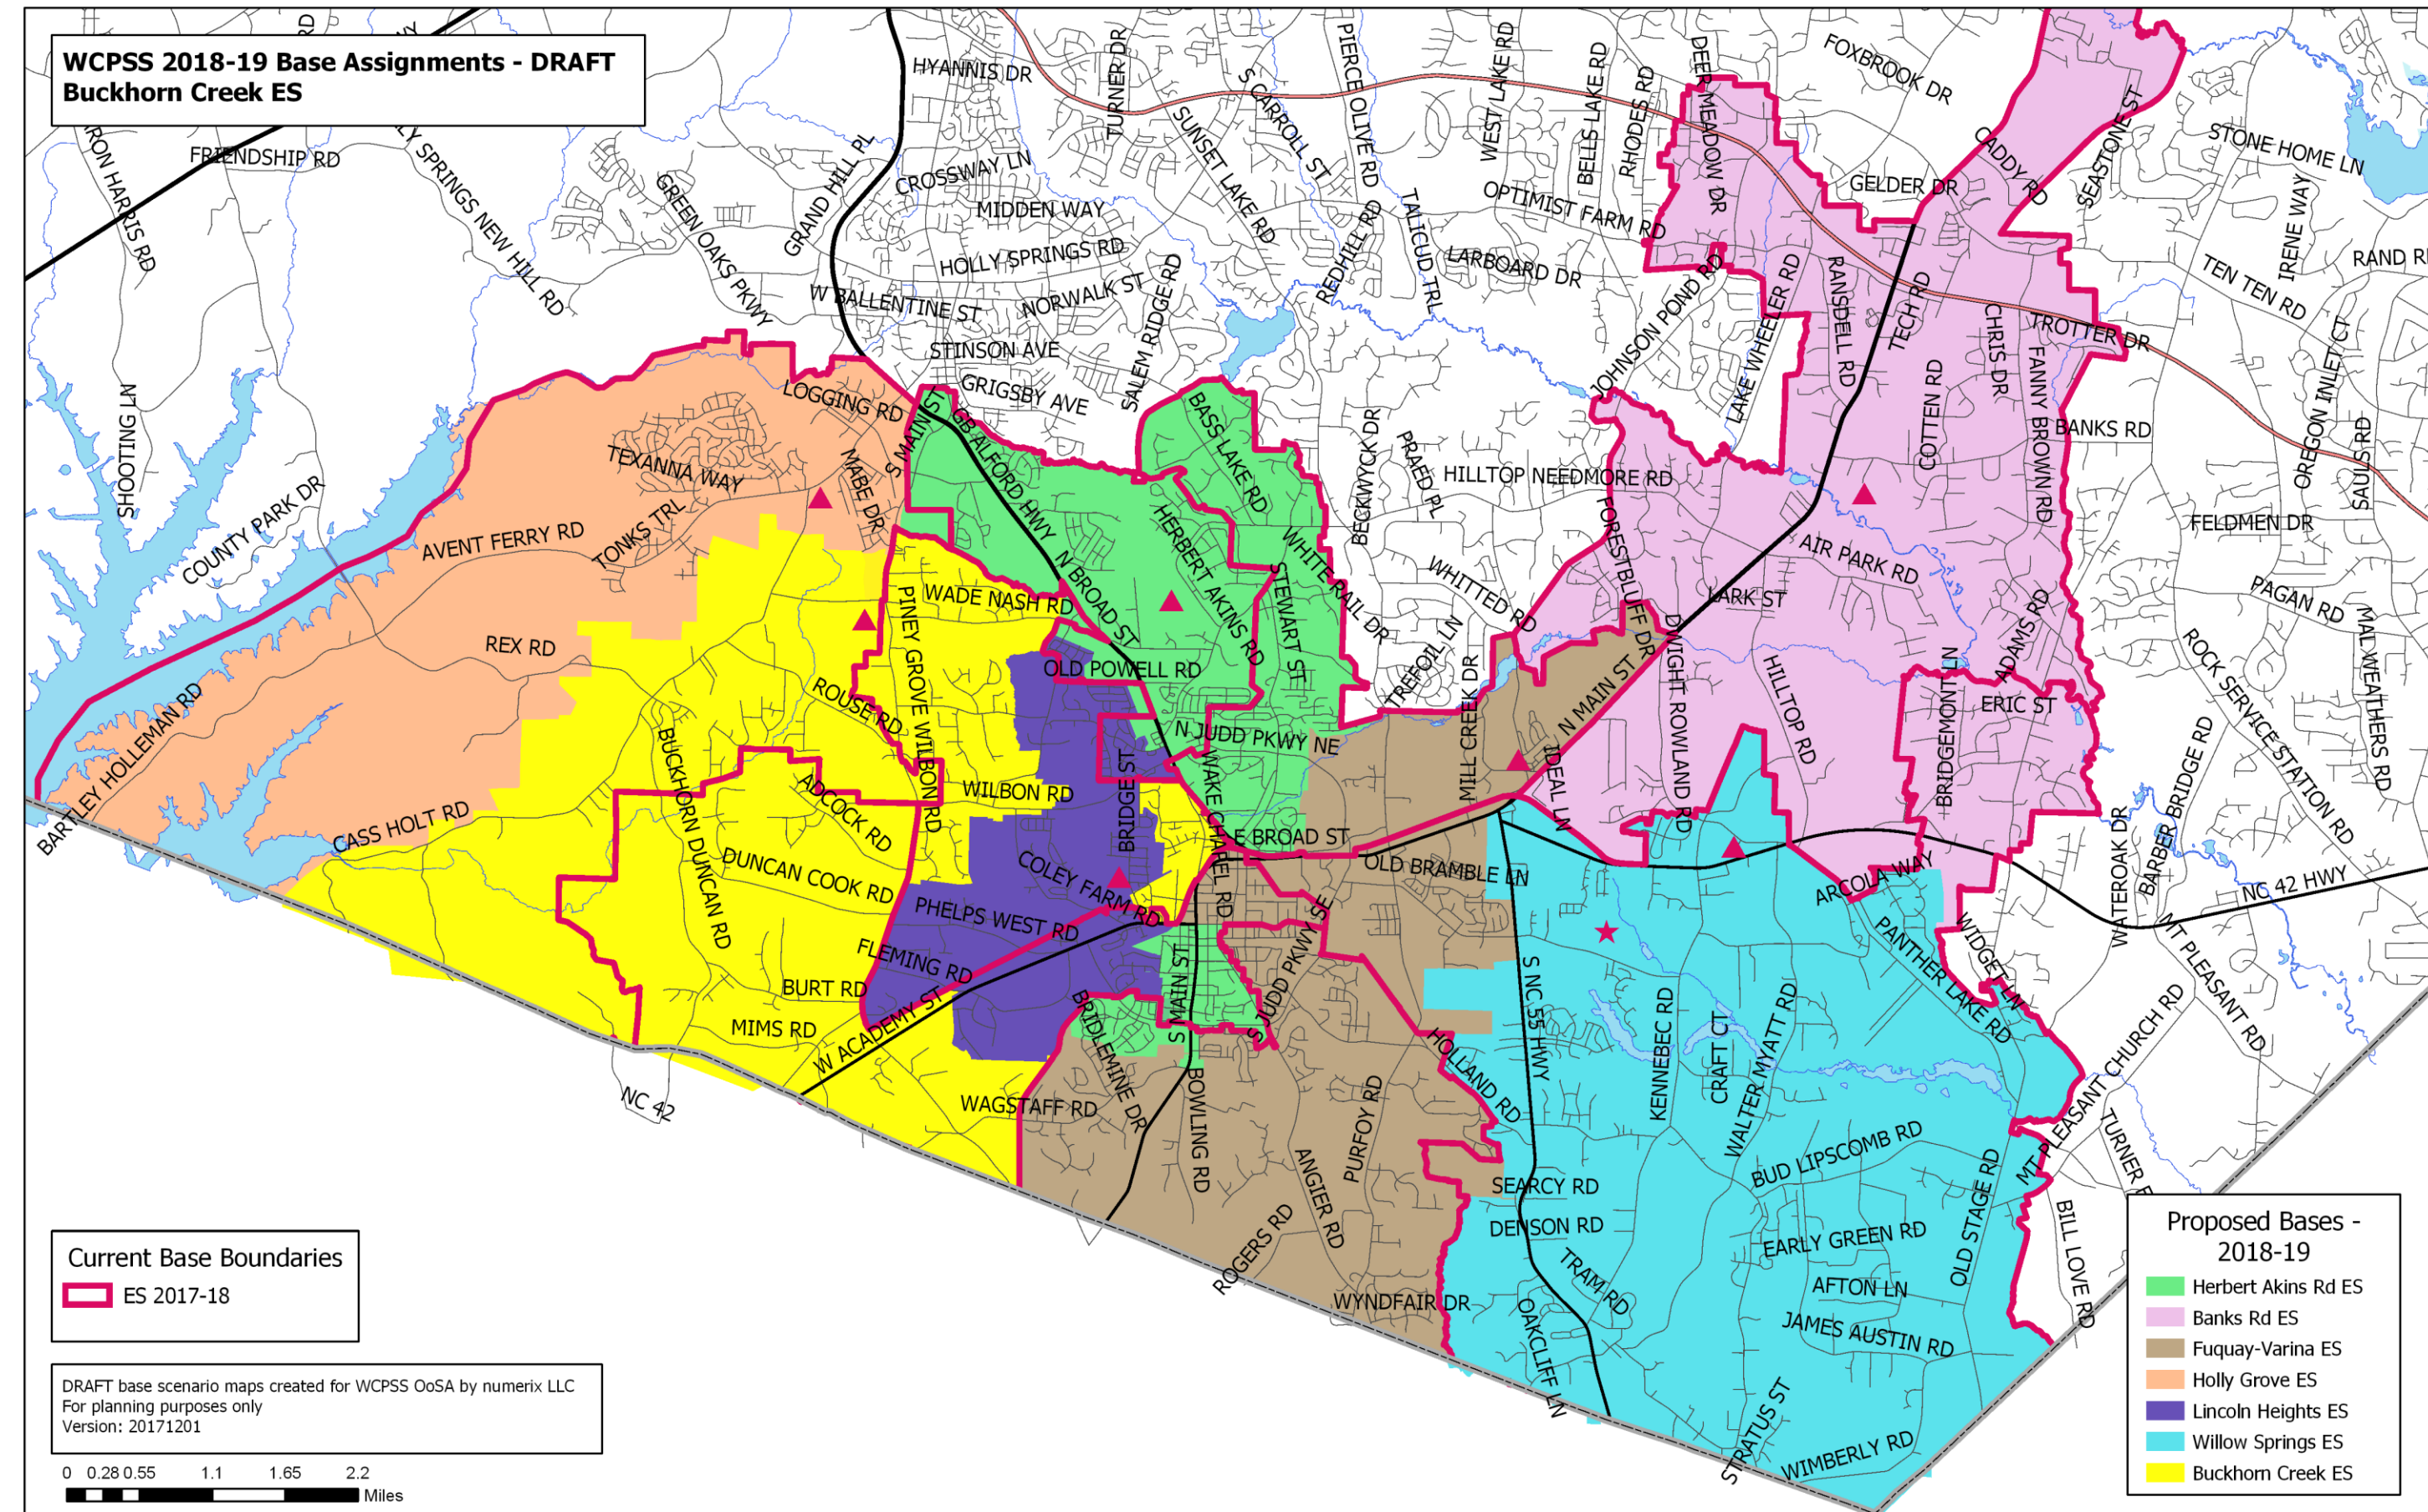 WCPSS 2018-19 Base Assignments - DRAFT
Buckhorn Creek ES
HYANNIS DR
TURNER DR
S CARROLL ST
PIERCE OLIVE RD
WEST LAKE RD
BELLS LAKE RD
RHODES RD
DEER MEADOW DR
FOXBROOK DR
CADDY RD
SEASTONE ST
STONE HOME LN
FRIENDSHIP RD
GREEN OAKS PKWY
GRAND HILL PL
CROSSWAY LN
SUNSET LAKE RD
MIDDEN WAY
OPTIMIST FARM RD
GELDER DR
IRENE WAY
HOLLY SPRINGS RD
REDHILL RD
TALICUD TRL
LARBOARD DR
TEN TEN RD
W BALLENTINE ST
NORWALK ST
SALEM RIDGE RD
JOHNSON POND RD
LAKE WHEELER RD
RANSDELL RD
TECH RD
CHRIS DR
TROTTER DR
OREGON INLET CT
STINSON AVE
GRIGSBY AVE
SHOOTING LN
COUNTY PARK DR
LOGGING RD
S MAIN ST
GB ALFORD HWY
BASS LAKE RD
BECKWYCK DR
PRAED PL
HILLTOP NEEDMORE RD
COTTEN RD
FANNY BROWN RD
BANKS RD
SAULS RD
TEXANNA WAY
MABE DR
AVENT FERRY RD
TONKS TRL
N BROAD ST
HERBERT AKINS RD
WHITE RAIL DR
STEWART ST
WHITTED RD
FORESTBLUFF DR
AIR PARK RD
LARK ST
FELDMEN DR
PAGAN RD
REX RD
PINEY GROVE WILBON RD
WADE NASH RD
OLD POWELL RD
TREFOIL LN
MILL CREEK DR
N MAIN ST
DWIGHT ROWLAND RD
HILLTOP RD
BRIDGEMONT LN
ADAMS RD
ERIC ST
ROCK SERVICE STATION RD
MAL WEATHERS RD
BARTLEY HOLLEMAN RD
ROUSE RD
BUCKHORN DUNCAN RD
N JUDD PKWY NE
WAKE CHAPEL RD
BRIDGE ST
IDEAL LN
CASS HOLT RD
ADCOCK RD
WILBON RD
E BROAD ST
OLD BRAMBLE LN
DUNCAN COOK RD
COLEY FARM RD
PHELPS WEST RD
ARCOLA WAY
WATEROAK DR
BARBER BRIDGE RD
NC 42 HWY
FLEMING RD
S JUDD PKWY SE
PANTHER LAKE RD
WIDGET LN
MT PLEASANT RD
BURT RD
MIMS RD
W ACADEMY ST
BRIDLEMINE DR
S MAIN ST
HOLLAND RD
S NC 55 HWY
KENNEBEC RD
CRAFT CT
WALTER MYATT RD
MT PLEASANT CHURCH RD
NC 42
WAGSTAFF RD
BOWLING RD
ANGIER RD
PURFOY RD
SEARCY RD
BUD LIPSCOMB RD
OLD STAGE RD
BILL LOVE RD
DENSON RD
EARLY GREEN RD
ROGERS RD
TRAM RD
AFTON LN
WYNDFAIR DR
OAKCLIFF LN
JAMES AUSTIN RD
STRATUS ST
WIMBERLY RD
Current Base Boundaries
ES 2017-18
DRAFT base scenario maps created for WCPSS OoSA by numerix LLC
For planning purposes only
Version: 20171201
0 0.28 0.55 1.1 1.65 2.2
Miles
Proposed Bases -
2018-19
Herbert Akins Rd ES
Banks Rd ES
Fuquay-Varina ES
Holly Grove ES
Lincoln Heights ES
Willow Springs ES
Buckhorn Creek ES